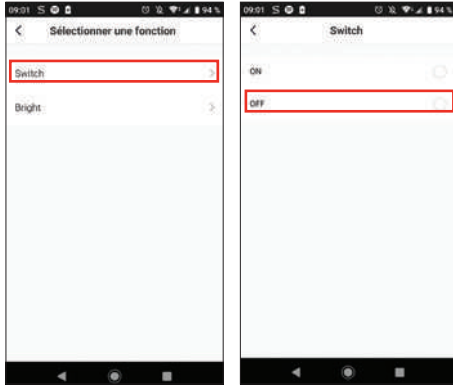 09:01 S 94 %
Sélectionner une fonction
Switch
Bright
09:01 S 94 %
Switch
ON
OFF